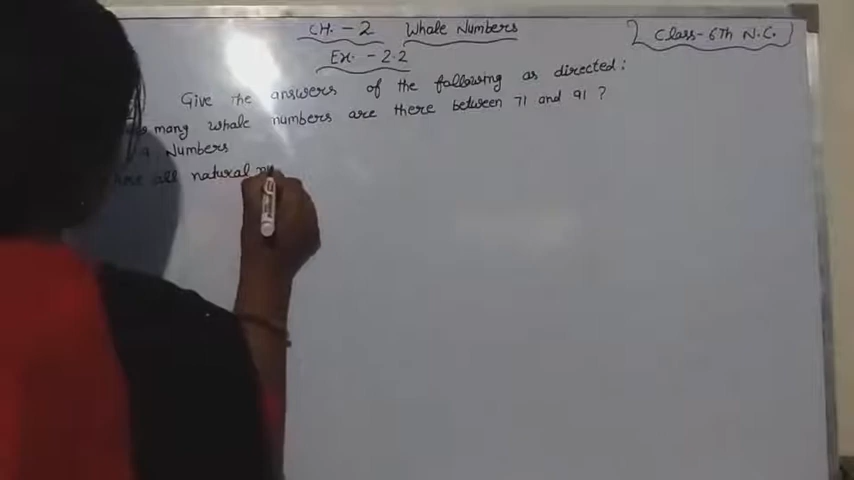 CH. - 2 Whole Numbers
Class - 6th N.C.
Ex. - 2.2
Give the answers of the following as directed:
many whole numbers are there between 71 and 91 ?
Numbers
all natural